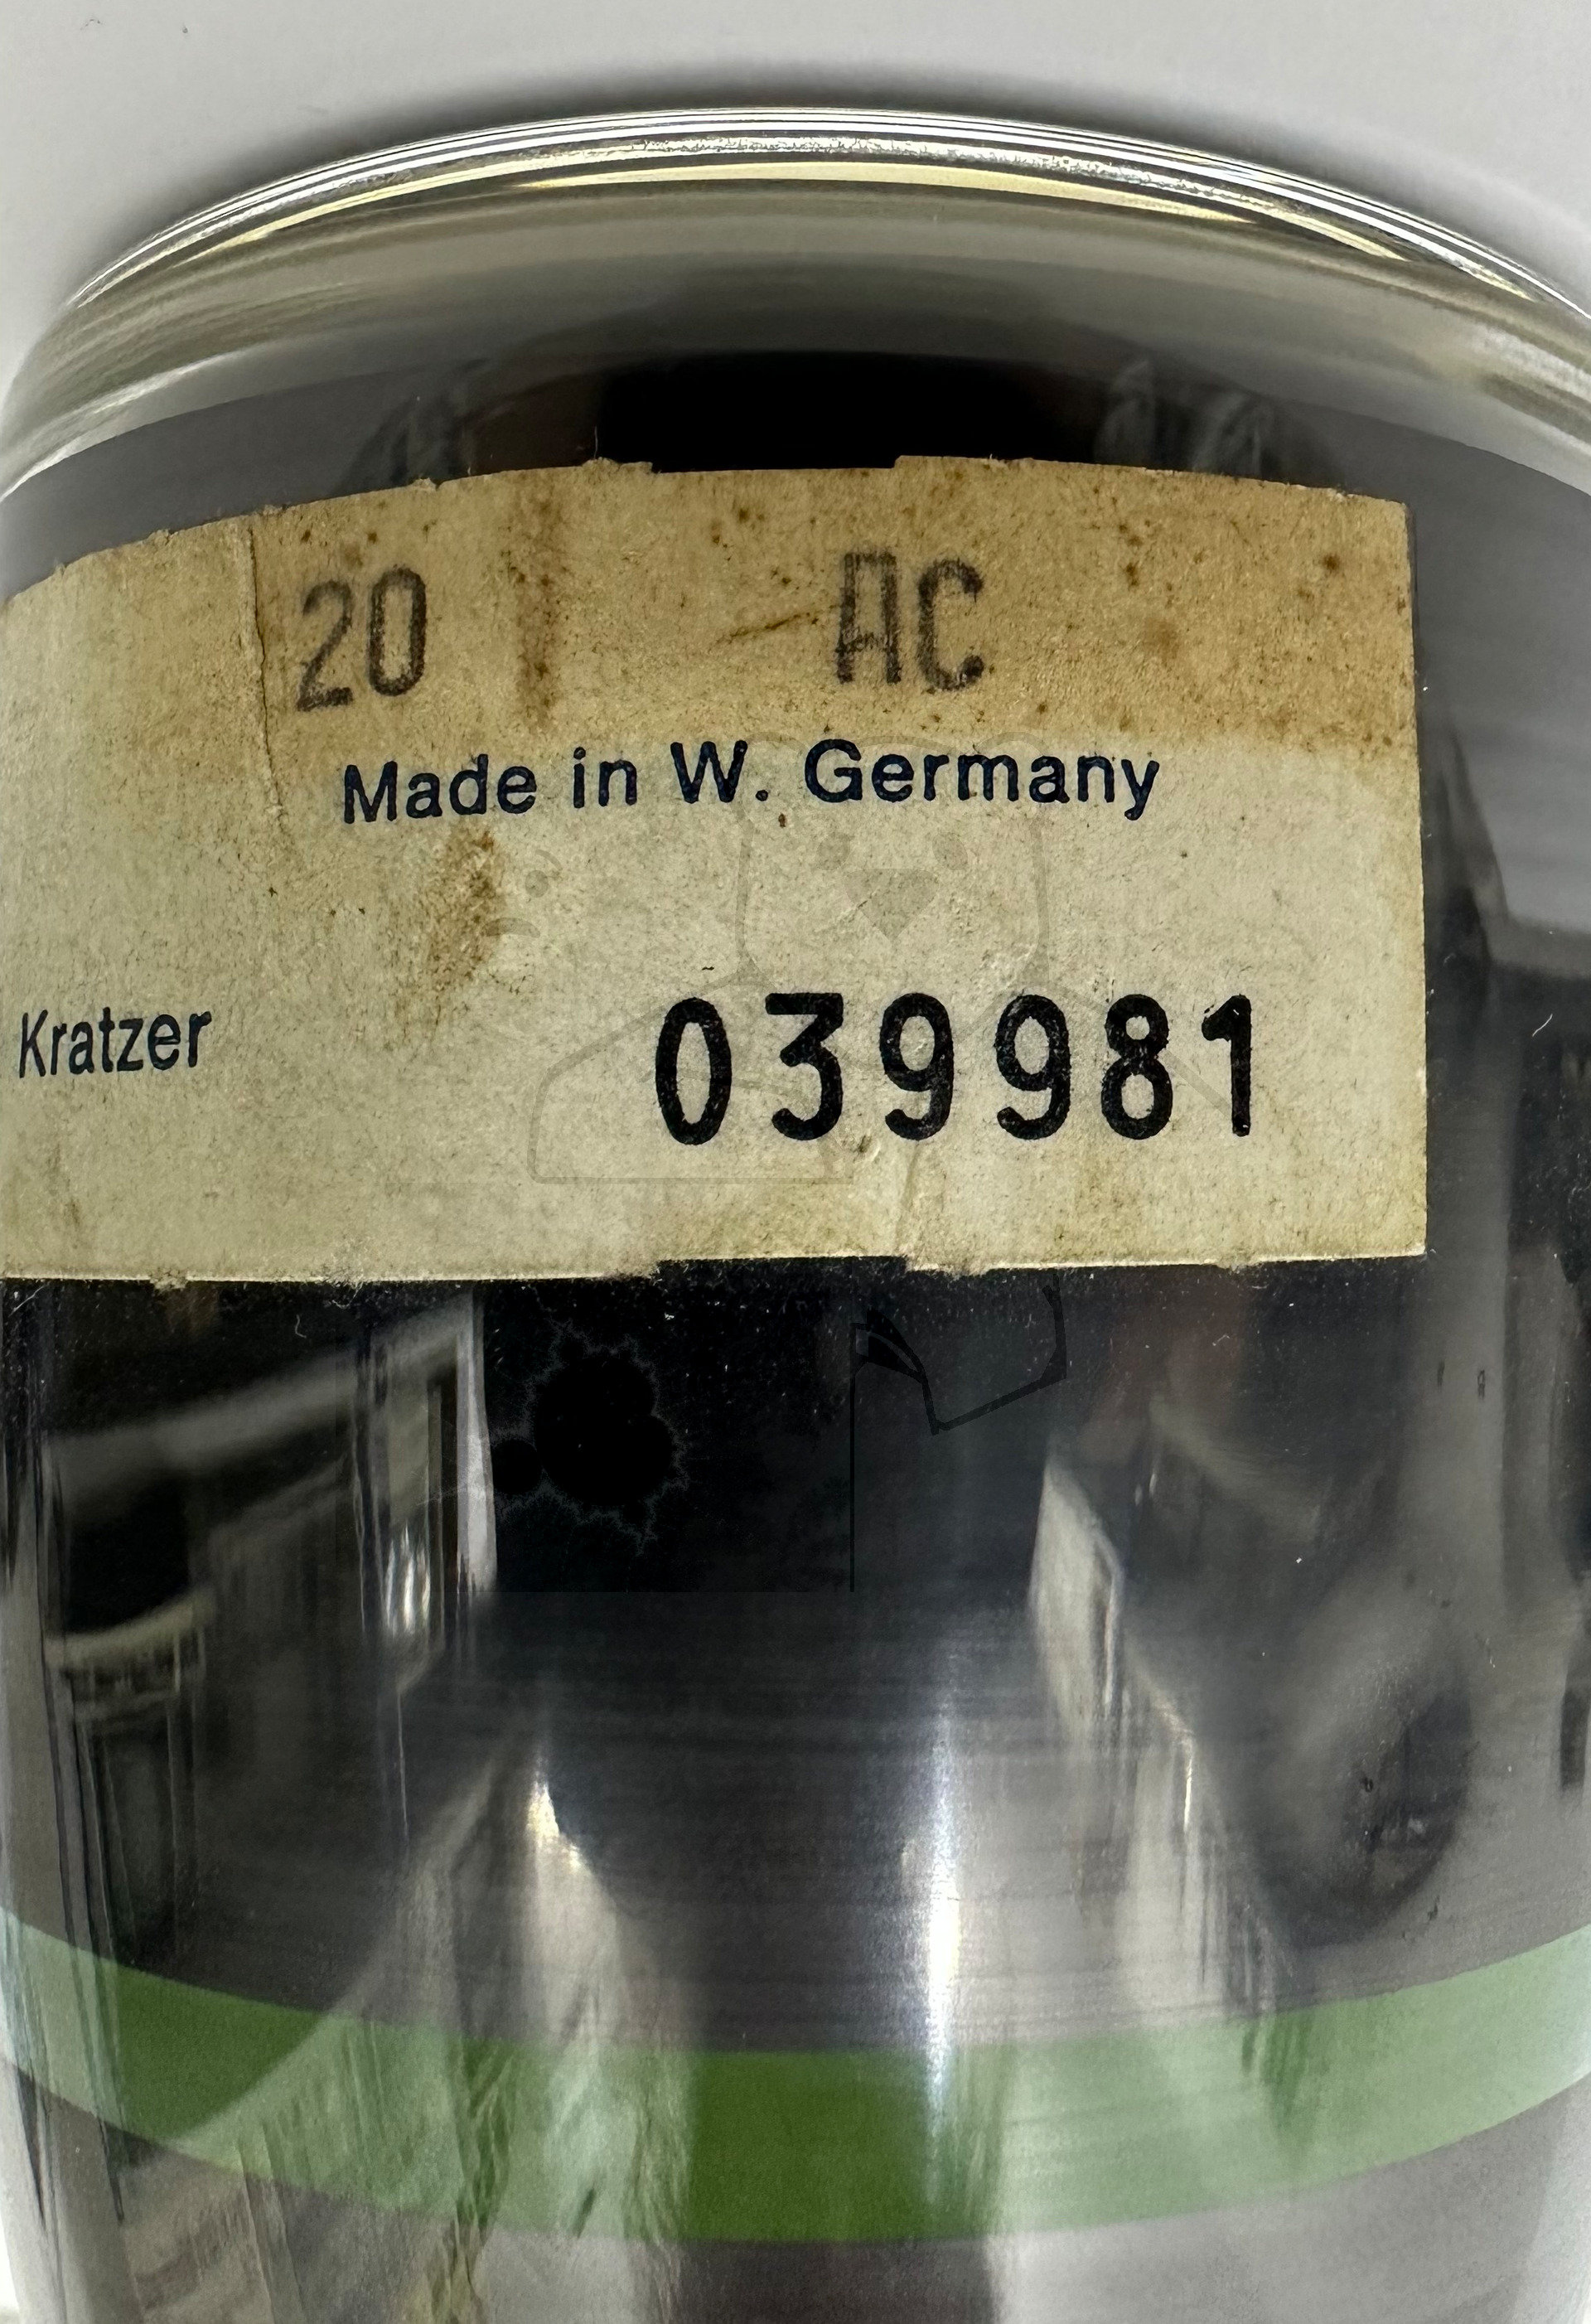 20 AC
Made in W. Germany
Kratzer 039981